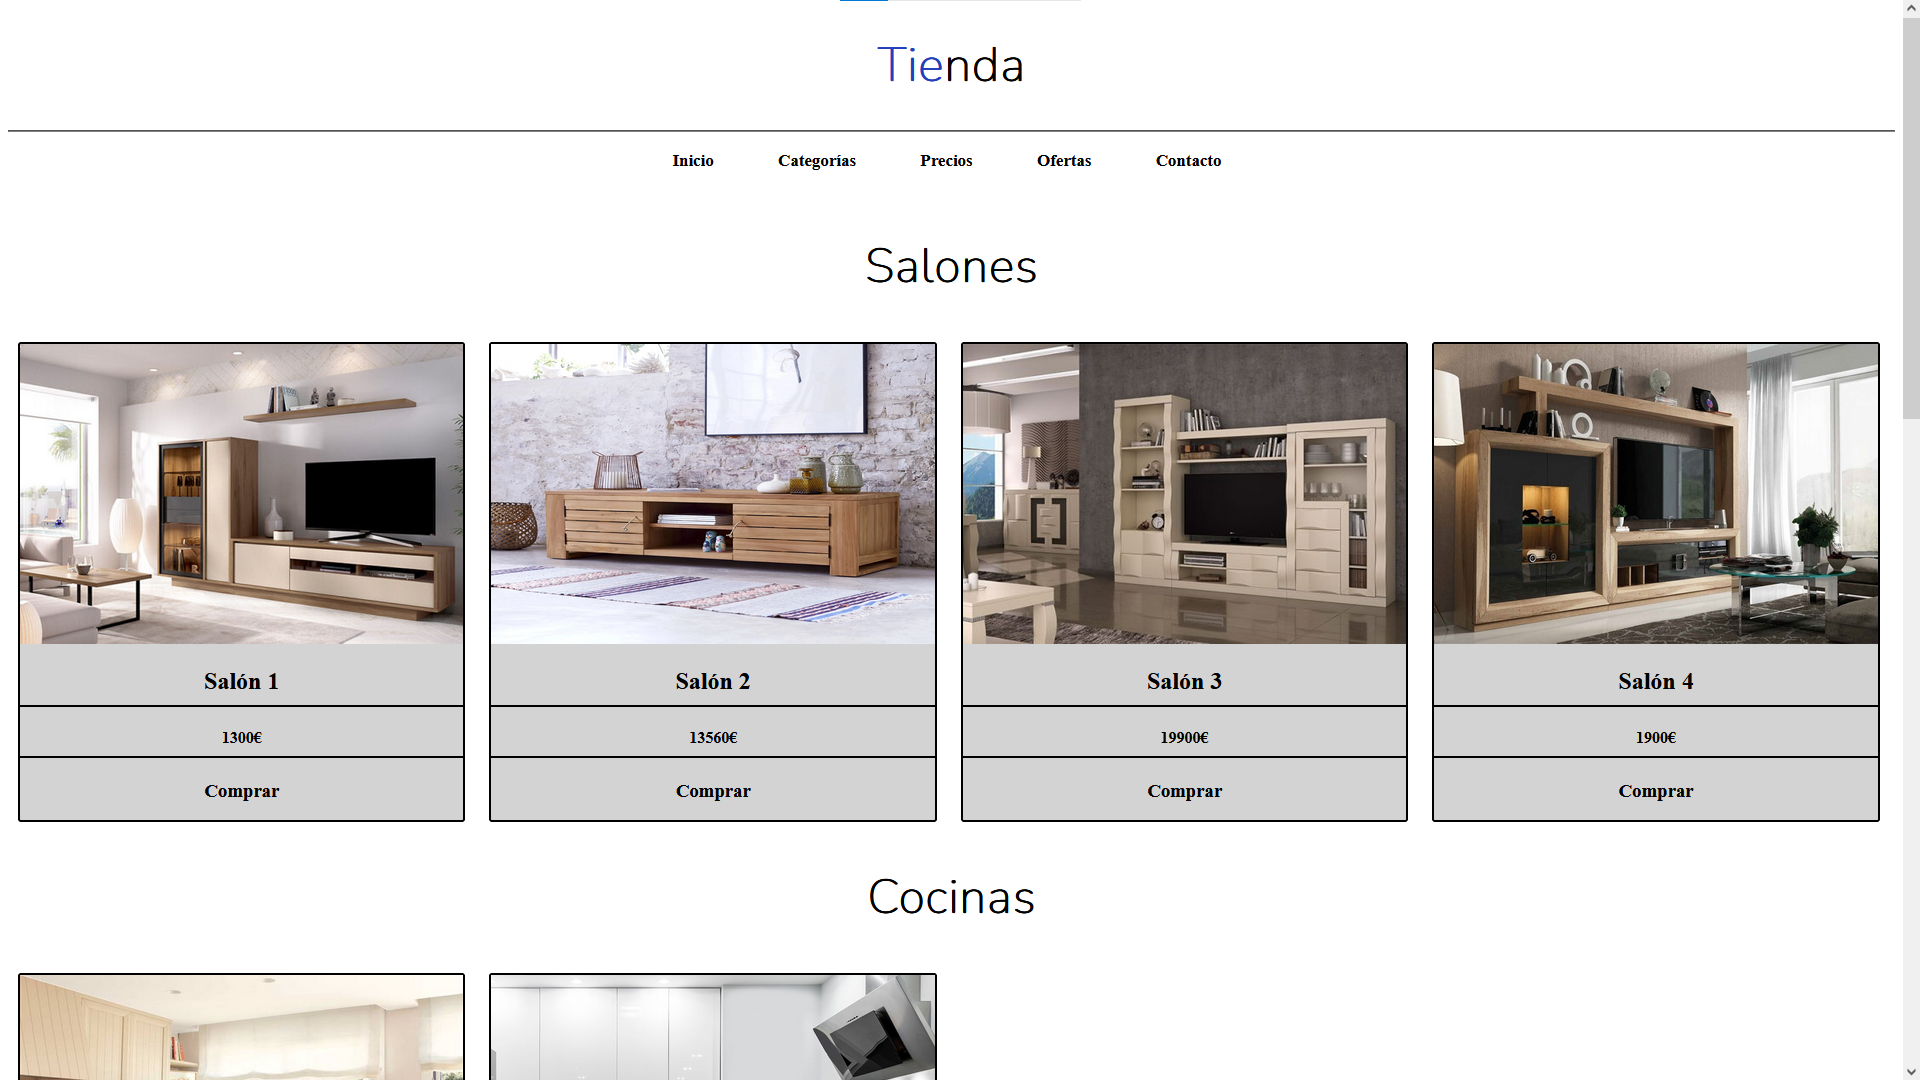 Tienda
Inicio Categorías Precios Ofertas Contacto
Salones
Salón 1
1300€
Comprar
Salón 2
13560€
Comprar
Salón 3
19900€
Comprar
Salón 4
1900€
Comprar
Cocinas